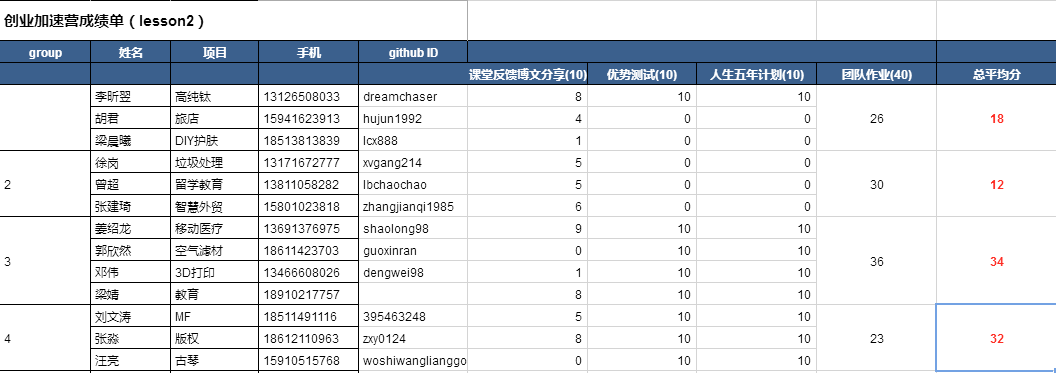 创业加速营成绩单（lesson2）
group 姓名 项目 手机 github ID
课堂反馈博文分享(10) 优势测试(10) 人生五年计划(10) 团队作业(40) 总平均分
李昕翌 高纯钛 13126508033 dreamchaser 8 10 10
胡君 旅店 15941623913 hujun1992 4 0 0 26 18
梁晨曦 DIY护肤 18513813839 lcx888 1 0 0
徐岗 垃圾处理 13171672777 xvgang214 5 0 0
2 曾超 留学教育 13811058282 lbchaochao 5 0 0 30 12
张建琦 智慧外贸 15801023818 zhangjianqi1985 6 0 0
姜绍龙 移动医疗 13691376975 shaolong98 9 10 10
3 郭欣然 空气滤材 18611423703 guoxinran 0 10 10 36 34
邓伟 3D打印 13466608026 dengwei98 1 10 10
梁婧 教育 18910217757 8 10 10
刘文涛 MF 18511491116 395463248 5 10 10
4 张淼 版权 18612110963 zxy0124 8 10 10 23 32
汪亮 古琴 15910515768 woshiwanglianggo 0 10 10